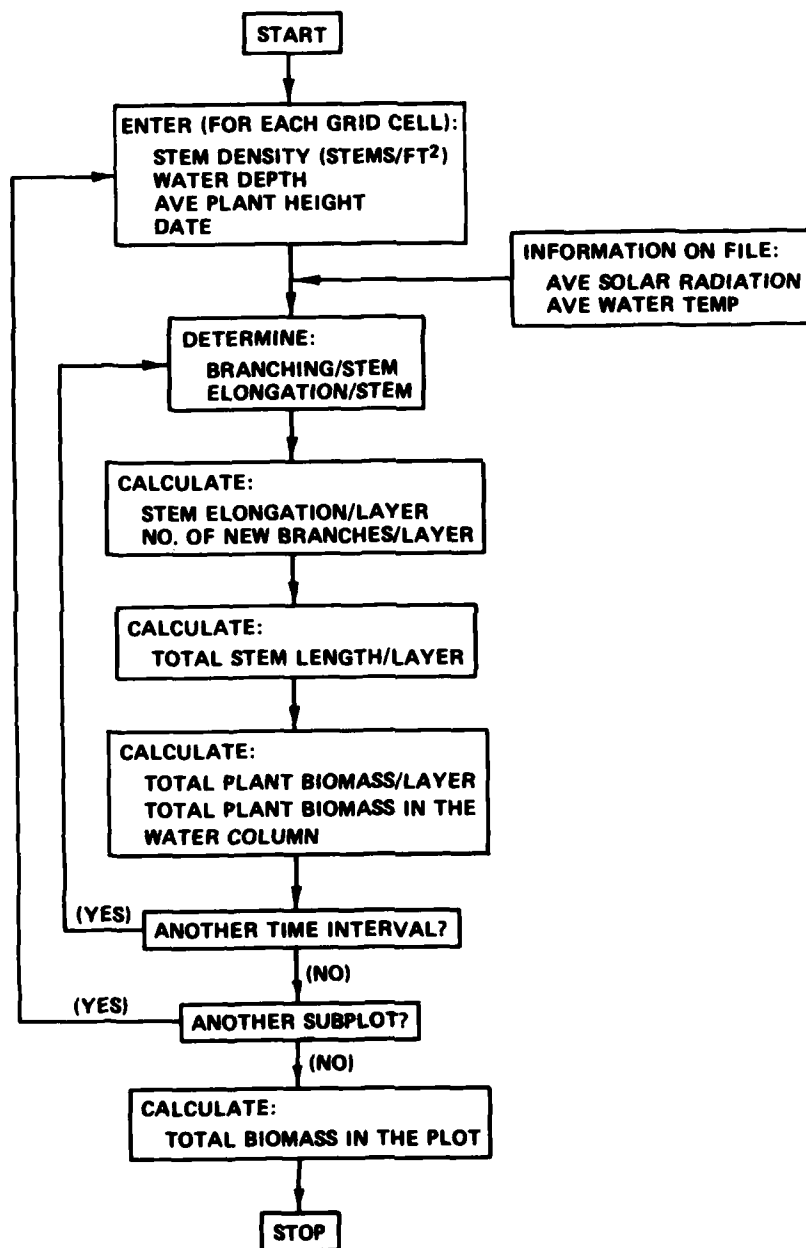 START
ENTER (FOR EACH GRID CELL):
STEM DENSITY (STEMS/FT²)
WATER DEPTH
AVE PLANT HEIGHT
DATE
INFORMATION ON FILE:
AVE SOLAR RADIATION
AVE WATER TEMP
DETERMINE:
BRANCHING/STEM
ELONGATION/STEM
CALCULATE:
STEM ELONGATION/LAYER
NO. OF NEW BRANCHES/LAYER
CALCULATE:
TOTAL STEM LENGTH/LAYER
CALCULATE:
TOTAL PLANT BIOMASS/LAYER
TOTAL PLANT BIOMASS IN THE
WATER COLUMN
(YES)
ANOTHER TIME INTERVAL?
(NO)
(YES)
ANOTHER SUBPLOT?
(NO)
CALCULATE:
TOTAL BIOMASS IN THE PLOT
STOP